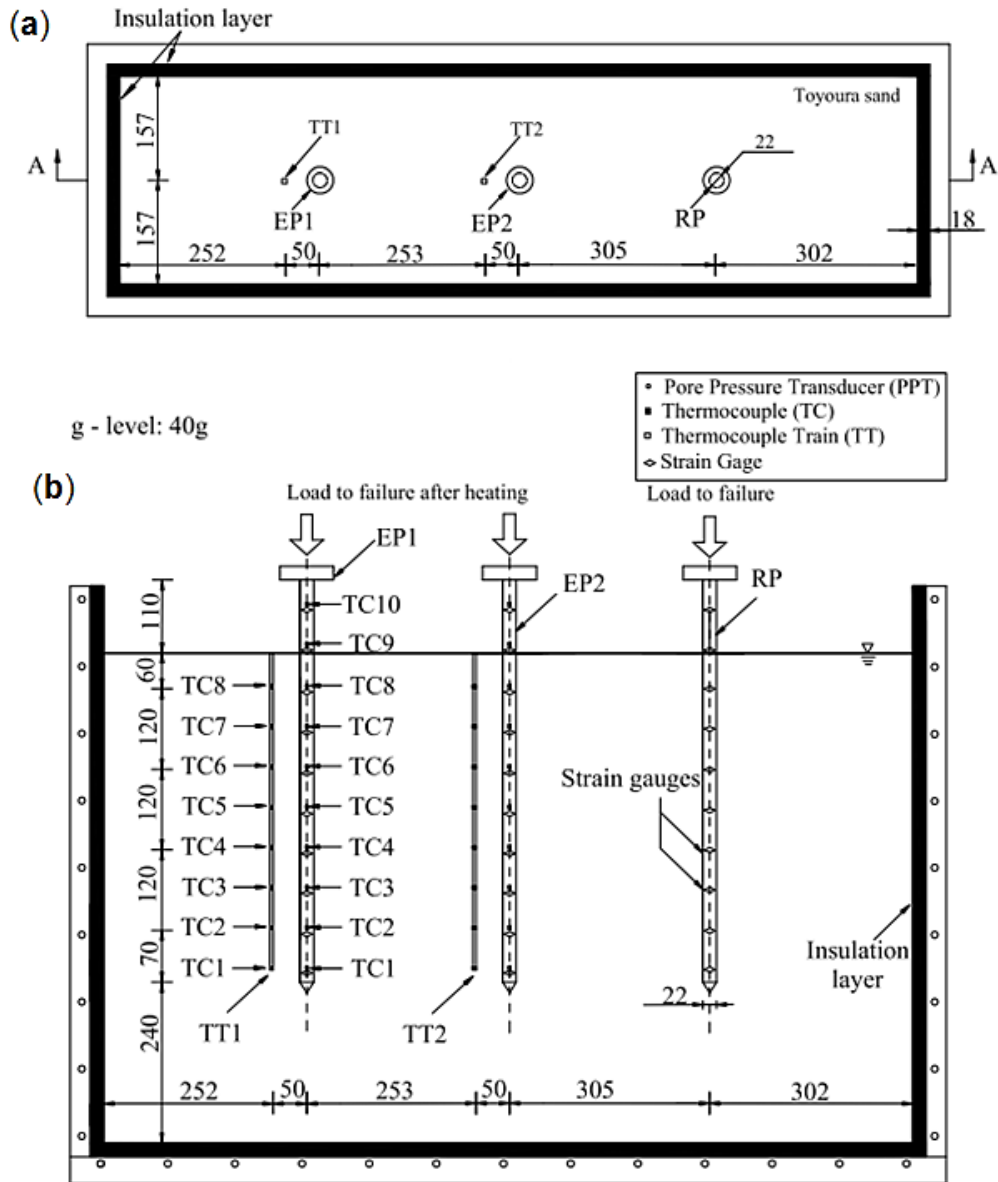 (a)
Insulation layer
Toyoura sand
157
157
TT1
TT2
22
A
A
EP1
EP2
RP
18
252
50
253
50
305
302
Pore Pressure Transducer (PPT)
Thermocouple (TC)
Thermocouple Train (TT)
Strain Gage
g - level: 40g
(b)
Load to failure after heating
Load to failure
EP1
EP2
RP
110
TC10
TC9
60
TC8
TC8
120
TC7
TC7
TC6
TC6
120
TC5
TC5
Strain gauges
TC4
TC4
120
TC3
TC3
TC2
TC2
70
TC1
TC1
Insulation
layer
22
TT1
TT2
240
252
50
253
50
305
302